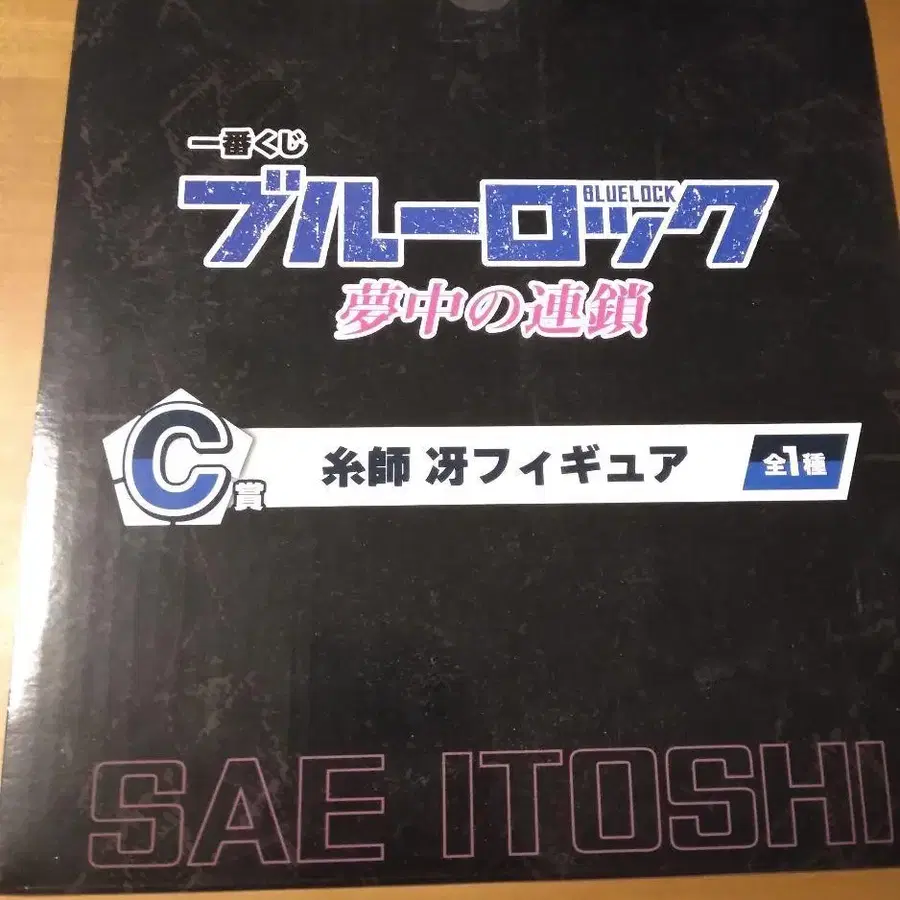 一番くじ
ブルーロック
BLUELOCK
夢中の連鎖
C賞
糸師 冴フィギュア
全1種
SAE ITOSHI